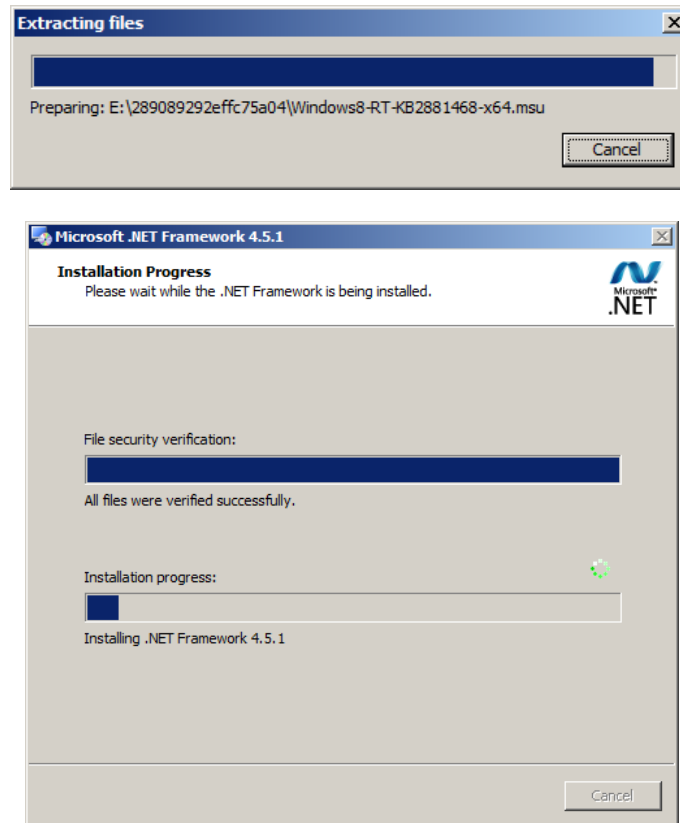 Extracting files
Preparing: E:\289089292effc75a04\Windows8-RT-KB2881468-x64.msu
Cancel
Microsoft .NET Framework 4.5.1
Installation Progress
Please wait while the .NET Framework is being installed.
Microsoft®
.NET
File security verification:
All files were verified successfully.
Installation progress:
Installing .NET Framework 4.5.1
Cancel